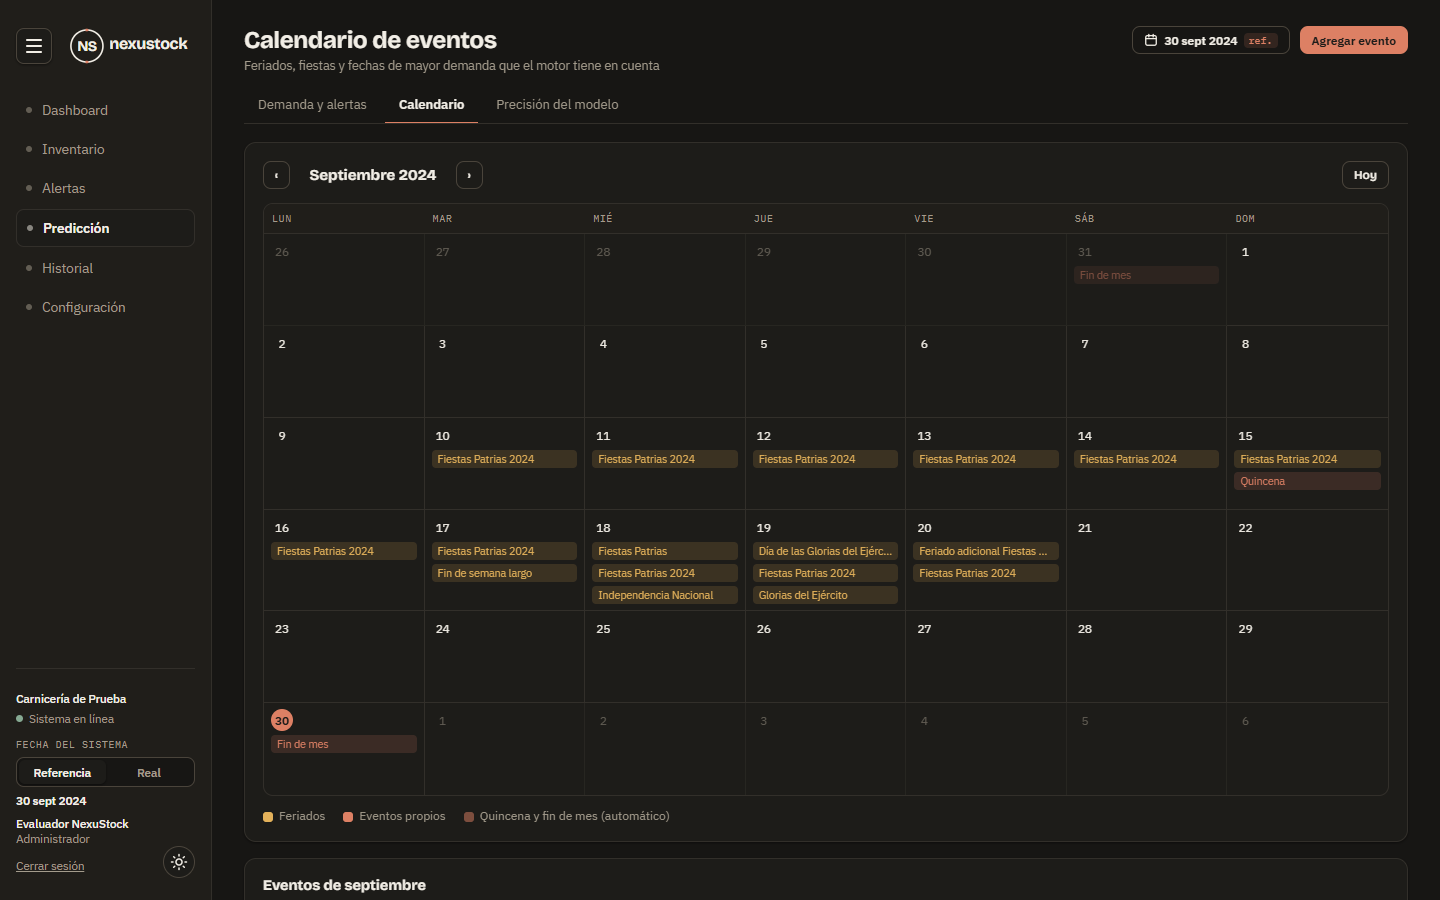 NS nexustock
Dashboard
Inventario
Alertas
Predicción
Historial
Configuración
Carnicería de Prueba
Sistema en línea
FECHA DEL SISTEMA
Referencia Real
30 sept 2024
Evaluador NexuStock
Administrador
Cerrar sesión
Calendario de eventos
Feriados, fiestas y fechas de mayor demanda que el motor tiene en cuenta
30 sept 2024 ref.
Agregar evento
Demanda y alertas Calendario Precisión del modelo
‹ Septiembre 2024 › Hoy
LUN MAR MIÉ JUE VIE SÁB DOM
26 27 28 29 30 31 1
Fin de mes
2 3 4 5 6 7 8
9 10 11 12 13 14 15
Fiestas Patrias 2024 Fiestas Patrias 2024 Fiestas Patrias 2024 Fiestas Patrias 2024 Fiestas Patrias 2024 Fiestas Patrias 2024
Quincena
16 17 18 19 20 21 22
Fiestas Patrias 2024 Fiestas Patrias 2024 Fiestas Patrias Día de las Glorias del Ejérc... Feriado adicional Fiestas ...
Fin de semana largo Fiestas Patrias 2024 Fiestas Patrias 2024 Fiestas Patrias 2024
Independencia Nacional Glorias del Ejército
23 24 25 26 27 28 29
30 1 2 3 4 5 6
Fin de mes
Feriados Eventos propios Quincena y fin de mes (automático)
Eventos de septiembre